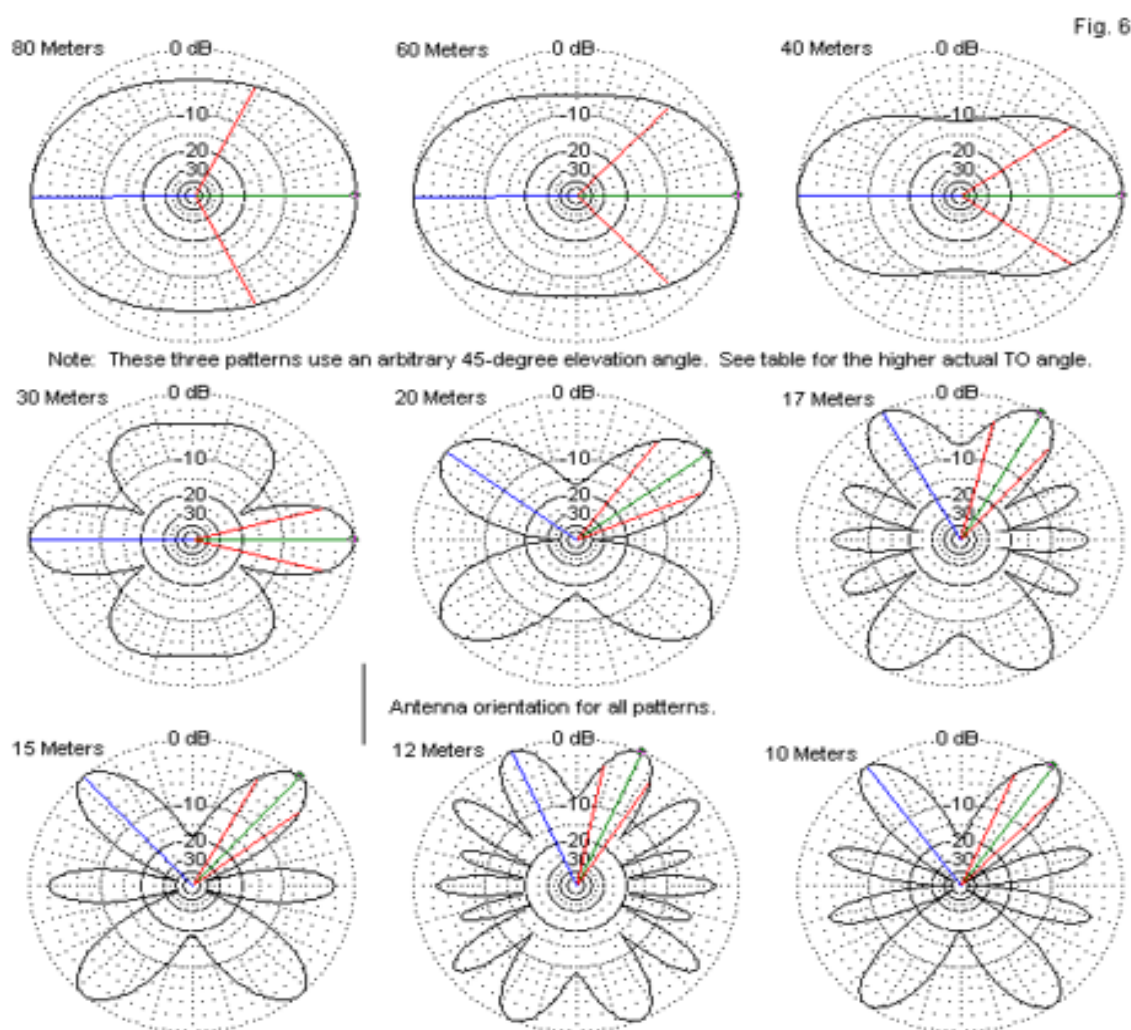 Fig. 6
80 Meters
0 dB
-10
-20
30
60 Meters
0 dB
-10
-20
30
40 Meters
0 dB
-10
-20
30
Note: These three patterns use an arbitrary 45-degree elevation angle. See table for the higher actual TO angle.
30 Meters
0 dB
-10
-20
30
20 Meters
0 dB
-10
-20
30
17 Meters
0 dB
-10
-20
30
Antenna orientation for all patterns.
15 Meters
0 dB
-10
20
30
12 Meters
0 dB
-10
-20
30
10 Meters
0 dB
-10
20
30